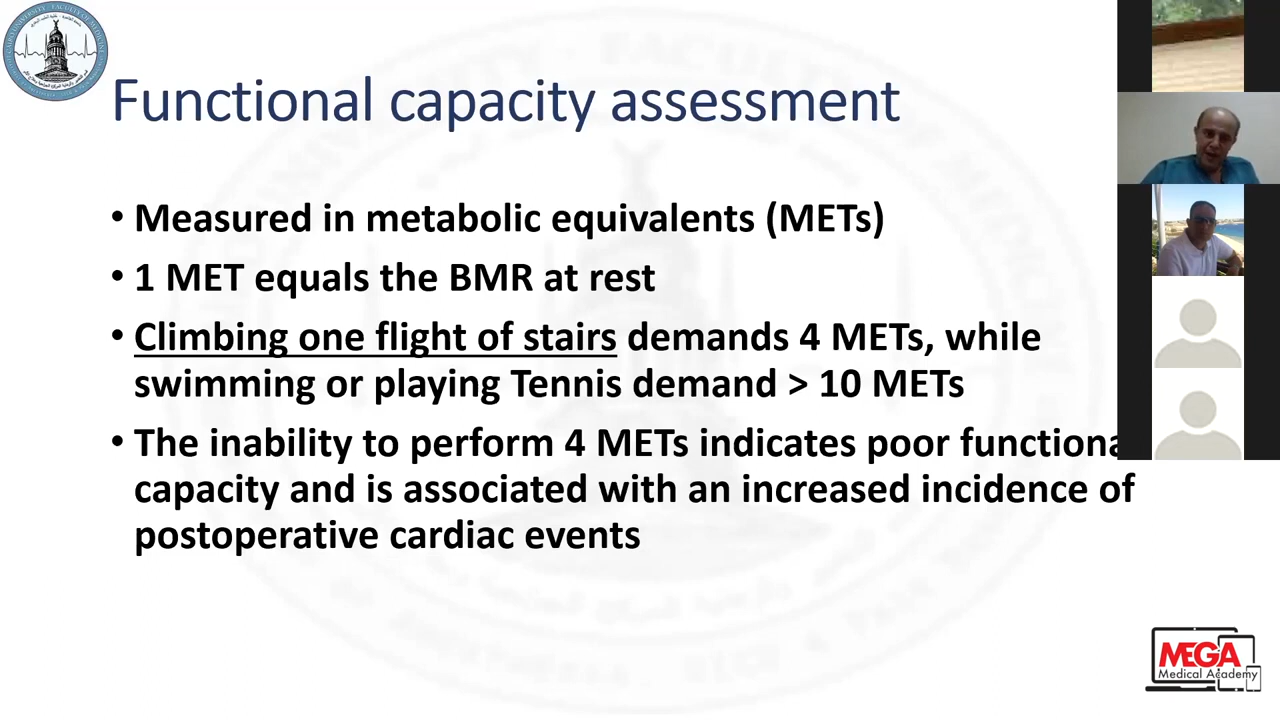 Functional capacity assessment
• Measured in metabolic equivalents (METs)
• 1 MET equals the BMR at rest
• Climbing one flight of stairs demands 4 METs, while
swimming or playing Tennis demand > 10 METs
• The inability to perform 4 METs indicates poor functiona
capacity and is associated with an increased incidence of
postoperative cardiac events
MEGA
Medical Academy